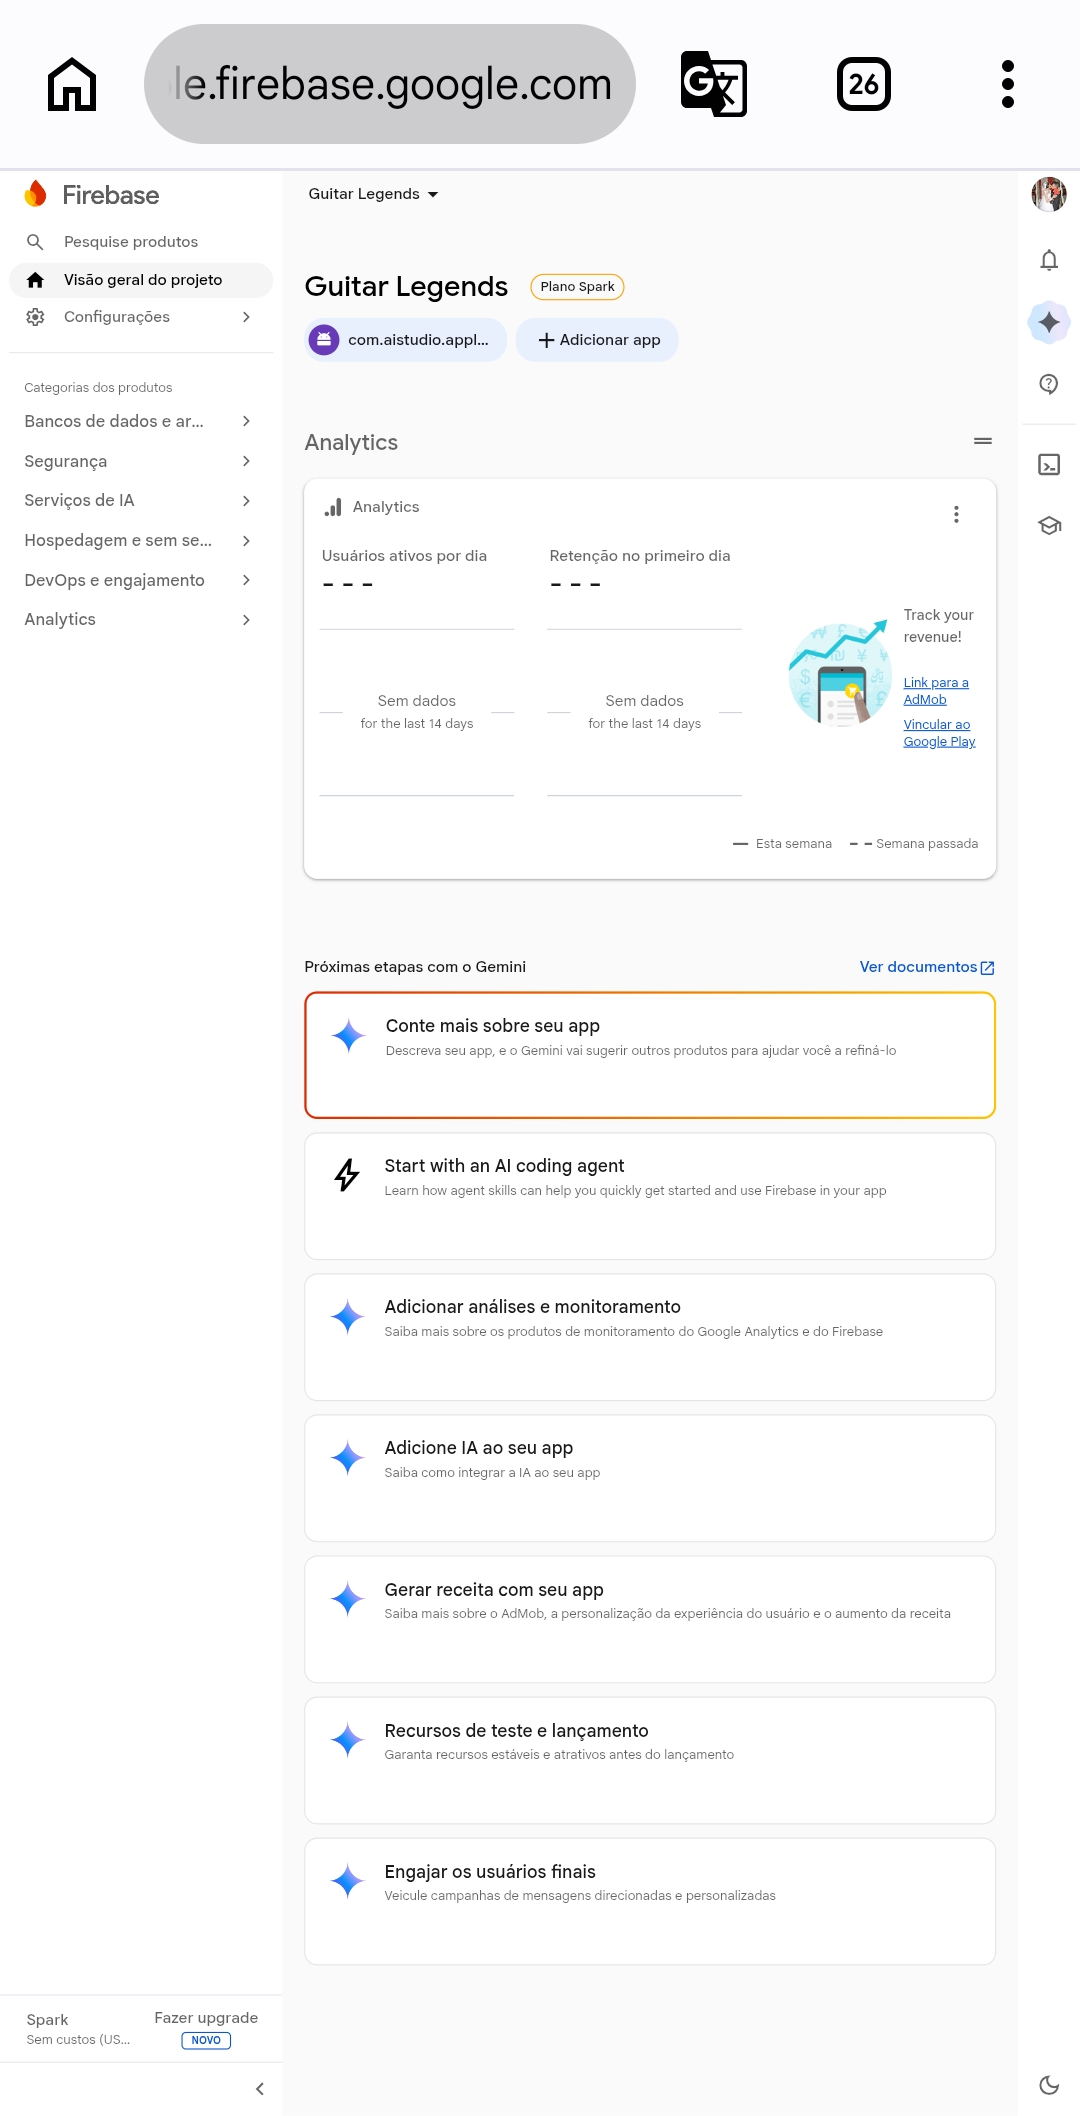 le.firebase.google.com
26
Firebase
Pesquise produtos
Visão geral do projeto
Configurações
Categorias dos produtos
Bancos de dados e ar...
Segurança
Serviços de IA
Hospedagem e sem se...
DevOps e engajamento
Analytics
Guitar Legends
Guitar Legends
Plano Spark
com.aistudio.appl...
Adicionar app
Analytics
Analytics
Usuários ativos por dia
- - -
Sem dados
for the last 14 days
Retenção no primeiro dia
- - -
Sem dados
for the last 14 days
Track your
revenue!
Link para a
AdMob
Vincular ao
Google Play
Esta semana
Semana passada
Próximas etapas com o Gemini
Ver documentos
Conte mais sobre seu app
Descreva seu app, e o Gemini vai sugerir outros produtos para ajudar você a refiná-lo
Start with an AI coding agent
Learn how agent skills can help you quickly get started and use Firebase in your app
Adicionar análises e monitoramento
Saiba mais sobre os produtos de monitoramento do Google Analytics e do Firebase
Adicione IA ao seu app
Saiba como integrar a IA ao seu app
Gerar receita com seu app
Saiba mais sobre o AdMob, a personalização da experiência do usuário e o aumento da receita
Recursos de teste e lançamento
Garanta recursos estáveis e atrativos antes do lançamento
Engajar os usuários finais
Veicule campanhas de mensagens direcionadas e personalizadas
Spark
Sem custos (US...
Fazer upgrade
NOVO